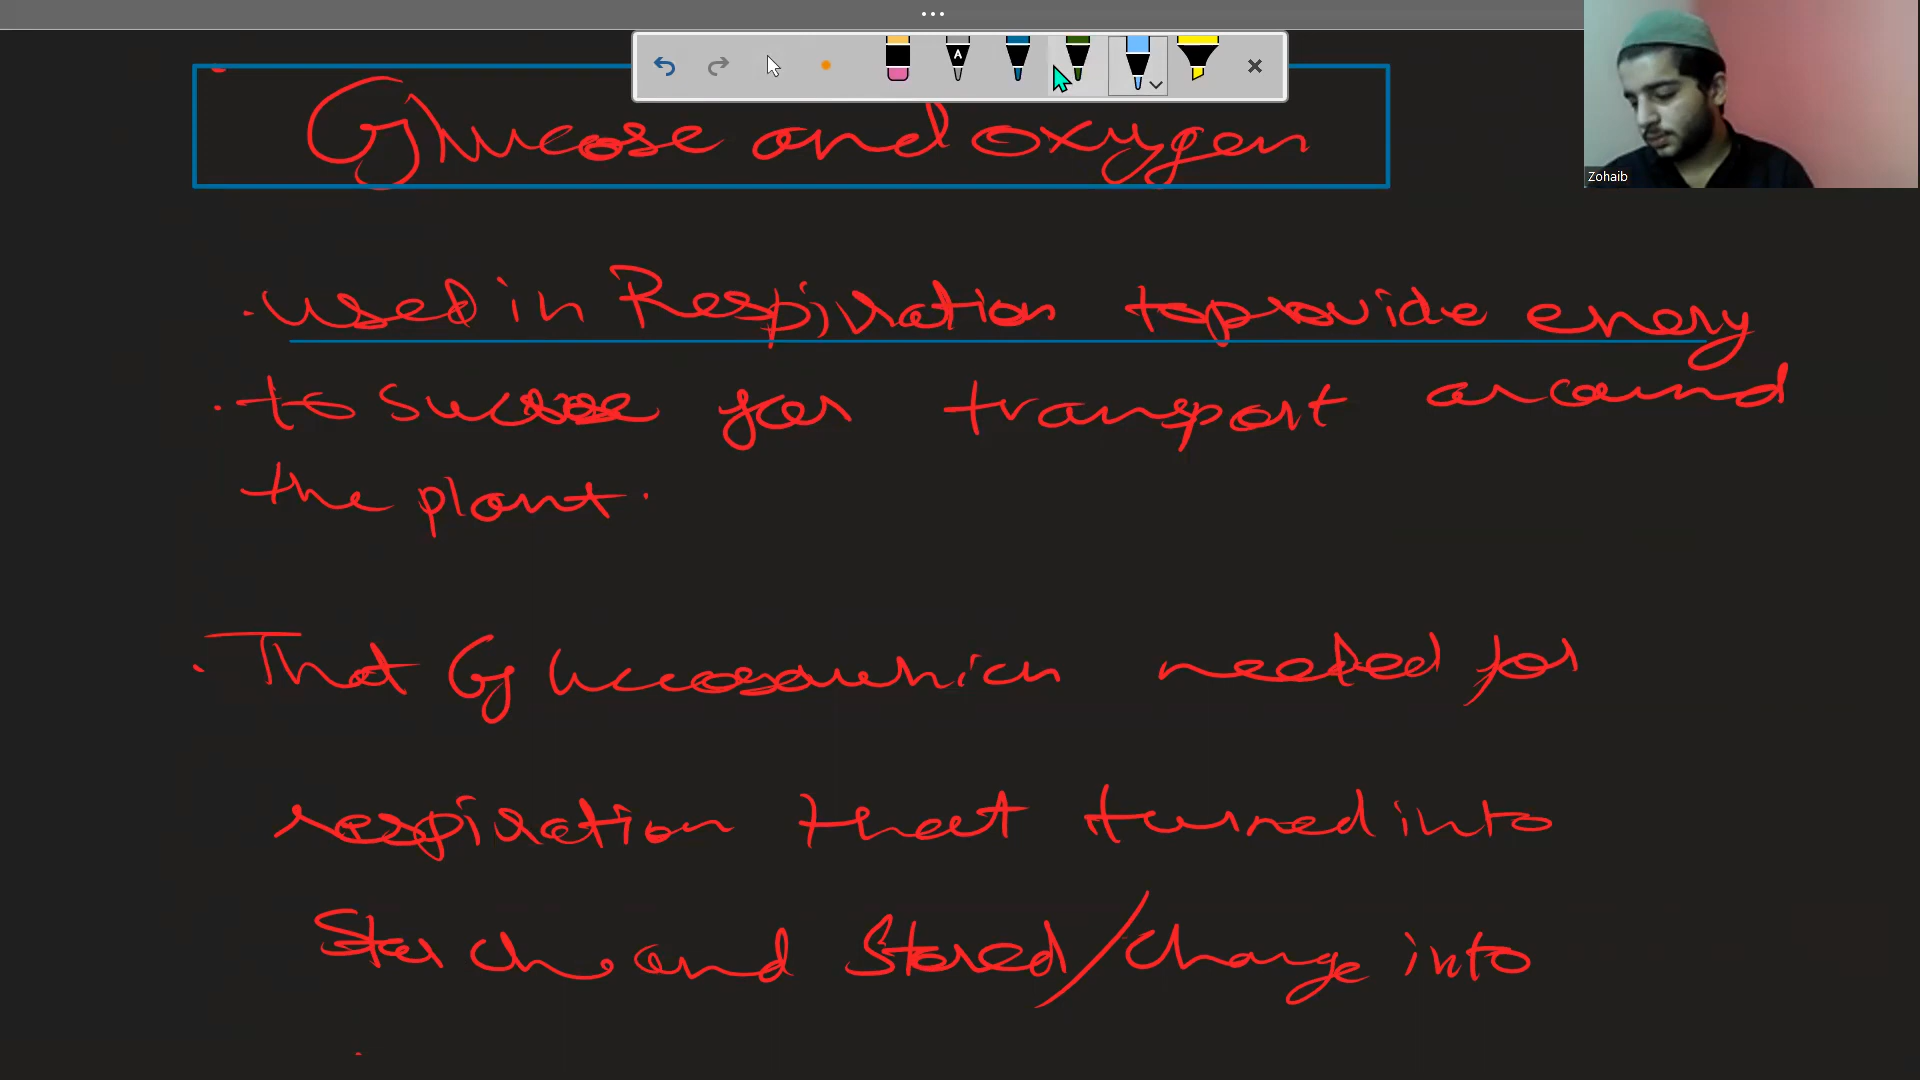 Glucose and oxygen
Zohaib
. used in Respiration to provide energy
. to sucrose for transport around
the plant .
. That Glucose which needed for
respiration that turned into
Starch and Stored/change into